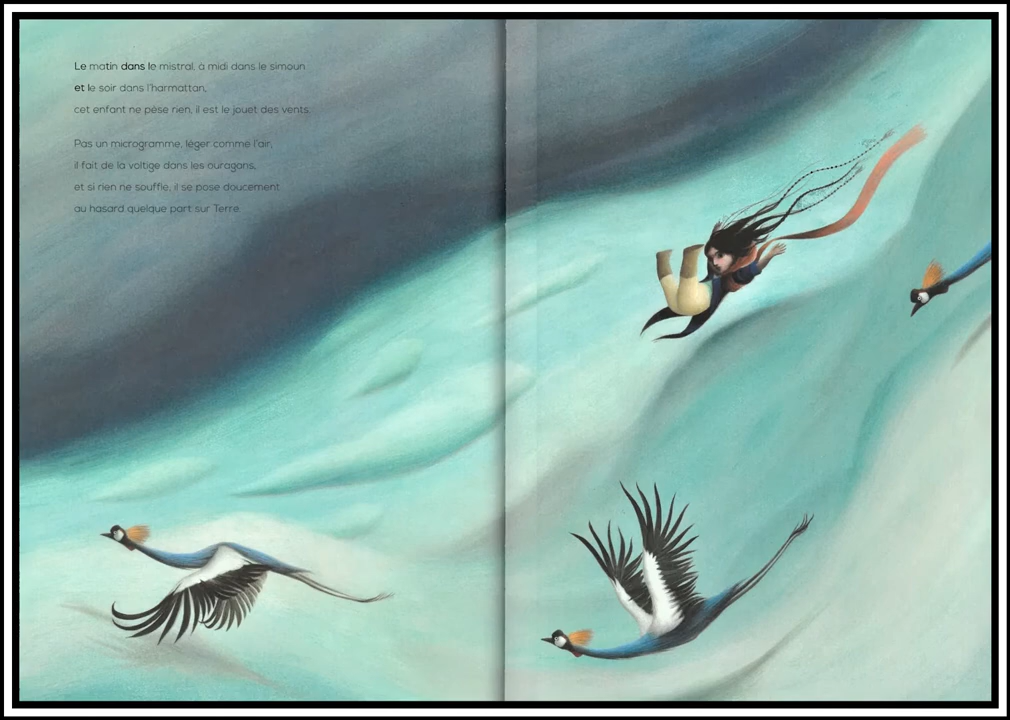 Le matin dans le mistral, à midi dans le simoun
et le soir dans l'harmattan,
cet enfant ne pèse rien, il est le jouet des vents.
Pas un microgramme, léger comme l'air,
il fait de la voltige dans les ouragans,
et si rien ne souffle, il se pose doucement
au hasard quelque part sur Terre